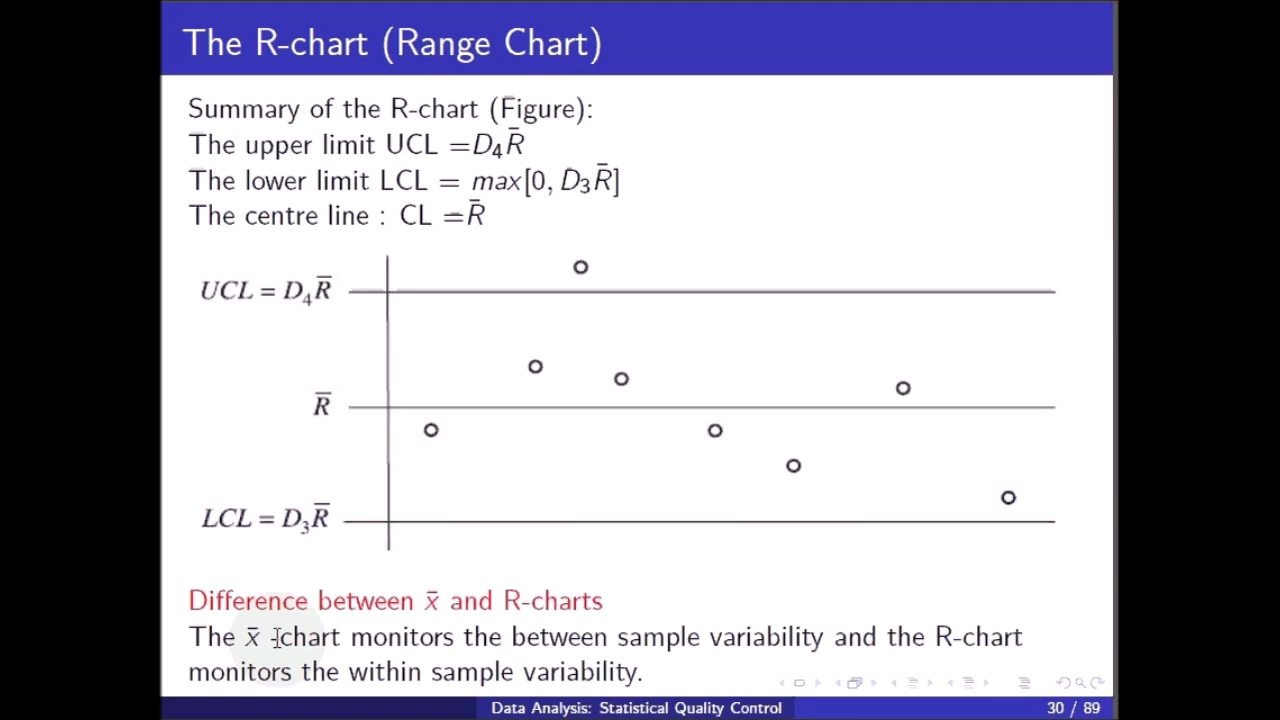 The R-chart (Range Chart)
Summary of the R-chart (Figure):
The upper limit UCL =D₄R̄
The lower limit LCL = max[0, D₃R̄]
The centre line : CL =R̄
UCL = D₄R̄
R̄
LCL = D₃R̄
Difference between x̄ and R-charts
The x̄ -chart monitors the between sample variability and the R-chart
monitors the within sample variability.
Data Analysis: Statistical Quality Control 30 / 89